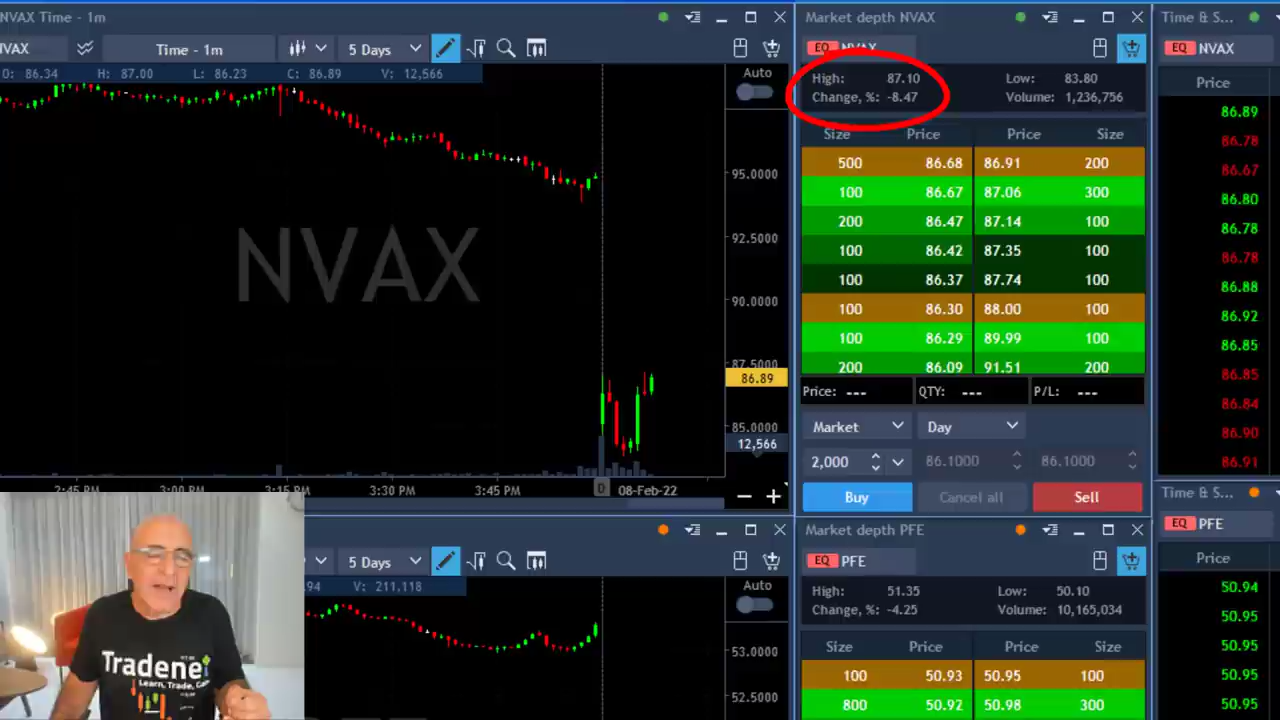 NVAX Time - 1m
NVAX
Time - 1m
5 Days
O: 86.34 H: 87.00 L: 86.23 C: 86.89 V: 12,566
Auto
95.0000
92.5000
90.0000
87.5000
86.89
85.0000
12,566
NVAX
2:45 PM 3:00 PM 3:15 PM 3:30 PM 3:45 PM 0 08-Feb-22
Market depth NVAX
EQ NVAX
High: 87.10 Low: 83.80
Change, %: -8.47 Volume: 1,236,756
Size Price Price Size
500 86.68 86.91 200
100 86.67 87.06 300
200 86.47 87.14 100
100 86.42 87.35 100
100 86.37 87.74 100
100 86.30 88.00 100
100 86.29 89.99 100
200 86.09 91.51 200
Price: --- QTY: --- P/L: ---
Market Day
2,000 86.1000 86.1000
Buy Cancel all Sell
Time & S...
EQ NVAX
Price
86.89
86.78
86.67
86.80
86.78
86.78
86.88
86.92
86.85
86.85
86.84
86.90
86.91
5 Days
.94 V: 211,118
Auto
53.0000
52.5000
Market depth PFE
EQ PFE
High: 51.35 Low: 50.10
Change, %: -4.25 Volume: 10,165,034
Size Price Price Size
100 50.93 50.95 100
800 50.92 50.98 300
Time & S...
EQ PFE
Price
50.94
50.95
50.95
50.95
50.95
Tradenet
Learn, Trade,